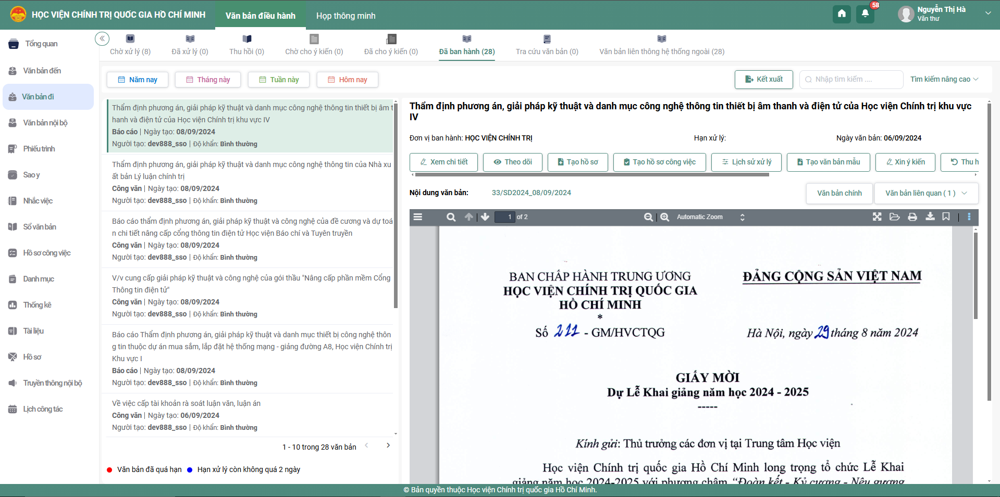 HỌC VIỆN CHÍNH TRỊ QUỐC GIA HỒ CHÍ MINH
Văn bản điều hành
Họp thông minh
58
Nguyễn Thị Hà
Văn thư
Tổng quan
Văn bản đến
Văn bản đi
Văn bản nội bộ
Phiếu trình
Sao y
Nhắc việc
Sổ văn bản
Hồ sơ công việc
Danh mục
Thống kê
Tài liệu
Hồ sơ
Truyền thông nội bộ
Lịch công tác
Chờ xử lý (8)
Đã xử lý (0)
Thu hồi (0)
Chờ cho ý kiến (0)
Đã cho ý kiến (0)
Đã ban hành (28)
Tra cứu văn bản (0)
Văn bản liên thông hệ thống ngoài (28)
Năm nay
Tháng này
Tuần này
Hôm nay
Kết xuất
Nhập tìm kiếm ....
Tìm kiếm nâng cao
Thẩm định phương án, giải pháp kỹ thuật và danh mục công nghệ thông tin thiết bị âm t
hanh và điện tử của Học viện Chính trị khu vực IV
Báo cáo | Ngày tạo: 08/09/2024
Người tạo: dev888_sso | Độ khẩn: Bình thường
Thẩm định phương án, giải pháp kỹ thuật và danh mục công nghệ thông tin của Nhà xu
ất bản Lý luận chính trị
Công văn | Ngày tạo: 08/09/2024
Người tạo: dev888_sso | Độ khẩn: Bình thường
Báo cáo thẩm định phương án, giải pháp kỹ thuật và công nghệ của đề cương và dự toá
n chi tiết nâng cấp cổng thông tin điện tử Học viện Báo chí và Tuyên truyền
Công văn | Ngày tạo: 08/09/2024
Người tạo: dev888_sso | Độ khẩn: Bình thường
V/v cung cấp giải pháp kỹ thuật và công nghệ của gói thầu "Nâng cấp phần mềm Cổng
Thông tin điện tử"
Công văn | Ngày tạo: 08/09/2024
Người tạo: dev888_sso | Độ khẩn: Bình thường
Báo cáo Thẩm định phương án, giải pháp kỹ thuật và danh mục thiết bị công nghệ thôn
g tin thuộc dự án mua sắm, lắp đặt hệ thống mạng - giảng đường A8, Học viện Chính trị
Khu vực I
Báo cáo | Ngày tạo: 08/09/2024
Người tạo: dev888_sso | Độ khẩn: Bình thường
Về việc cấp tài khoản rà soát luận văn, luận án
Công văn | Ngày tạo: 06/09/2024
Người tạo: dev888_sso | Độ khẩn: Bình thường
1 - 10 trong 28 văn bản
Văn bản đã quá hạn
Hạn xử lý còn không quá 2 ngày
Thẩm định phương án, giải pháp kỹ thuật và danh mục công nghệ thông tin thiết bị âm thanh và điện tử của Học viện Chính trị khu vực
IV
Đơn vị ban hành: HỌC VIỆN CHÍNH TRỊ
Hạn xử lý:
Ngày văn bản: 06/09/2024
Xem chi tiết
Theo dõi
Tạo hồ sơ
Tạo hồ sơ công việc
Lịch sử xử lý
Tạo văn bản mẫu
Xin ý kiến
Thu h
Nội dung văn bản:
33/SD2024_08/09/2024
Văn bản chính
Văn bản liên quan ( 1 )
1 of 2
Automatic Zoom
BAN CHẤP HÀNH TRUNG ƯƠNG
HỌC VIỆN CHÍNH TRỊ QUỐC GIA
HỒ CHÍ MINH
*
Số 211 - GM/HVCTQG
ĐẢNG CỘNG SẢN VIỆT NAM
Hà Nội, ngày 29 tháng 8 năm 2024
GIẤY MỜI
Dự Lễ Khai giảng năm học 2024 - 2025
-----
Kính gửi: Thủ trưởng các đơn vị tại Trung tâm Học viện
Học viện Chính trị quốc gia Hồ Chí Minh long trọng tổ chức Lễ Khai
giảng năm học 2024-2025 với phương châm "Đoàn kết - Kỷ cương - Nêu gương
© Bản quyền thuộc Học viện Chính trị quốc gia Hồ Chí Minh.